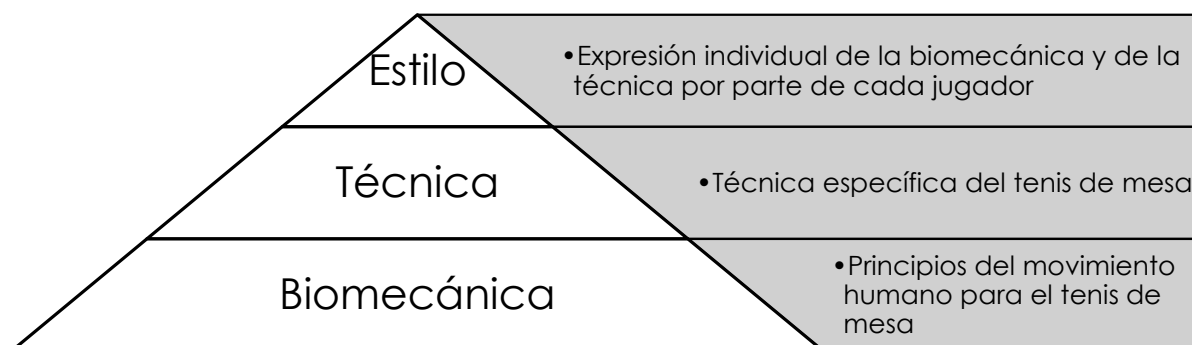 Estilo
•Expresión individual de la biomecánica y de la
técnica por parte de cada jugador
Técnica
•Técnica específica del tenis de mesa
Biomecánica
•Principios del movimiento
humano para el tenis de
mesa